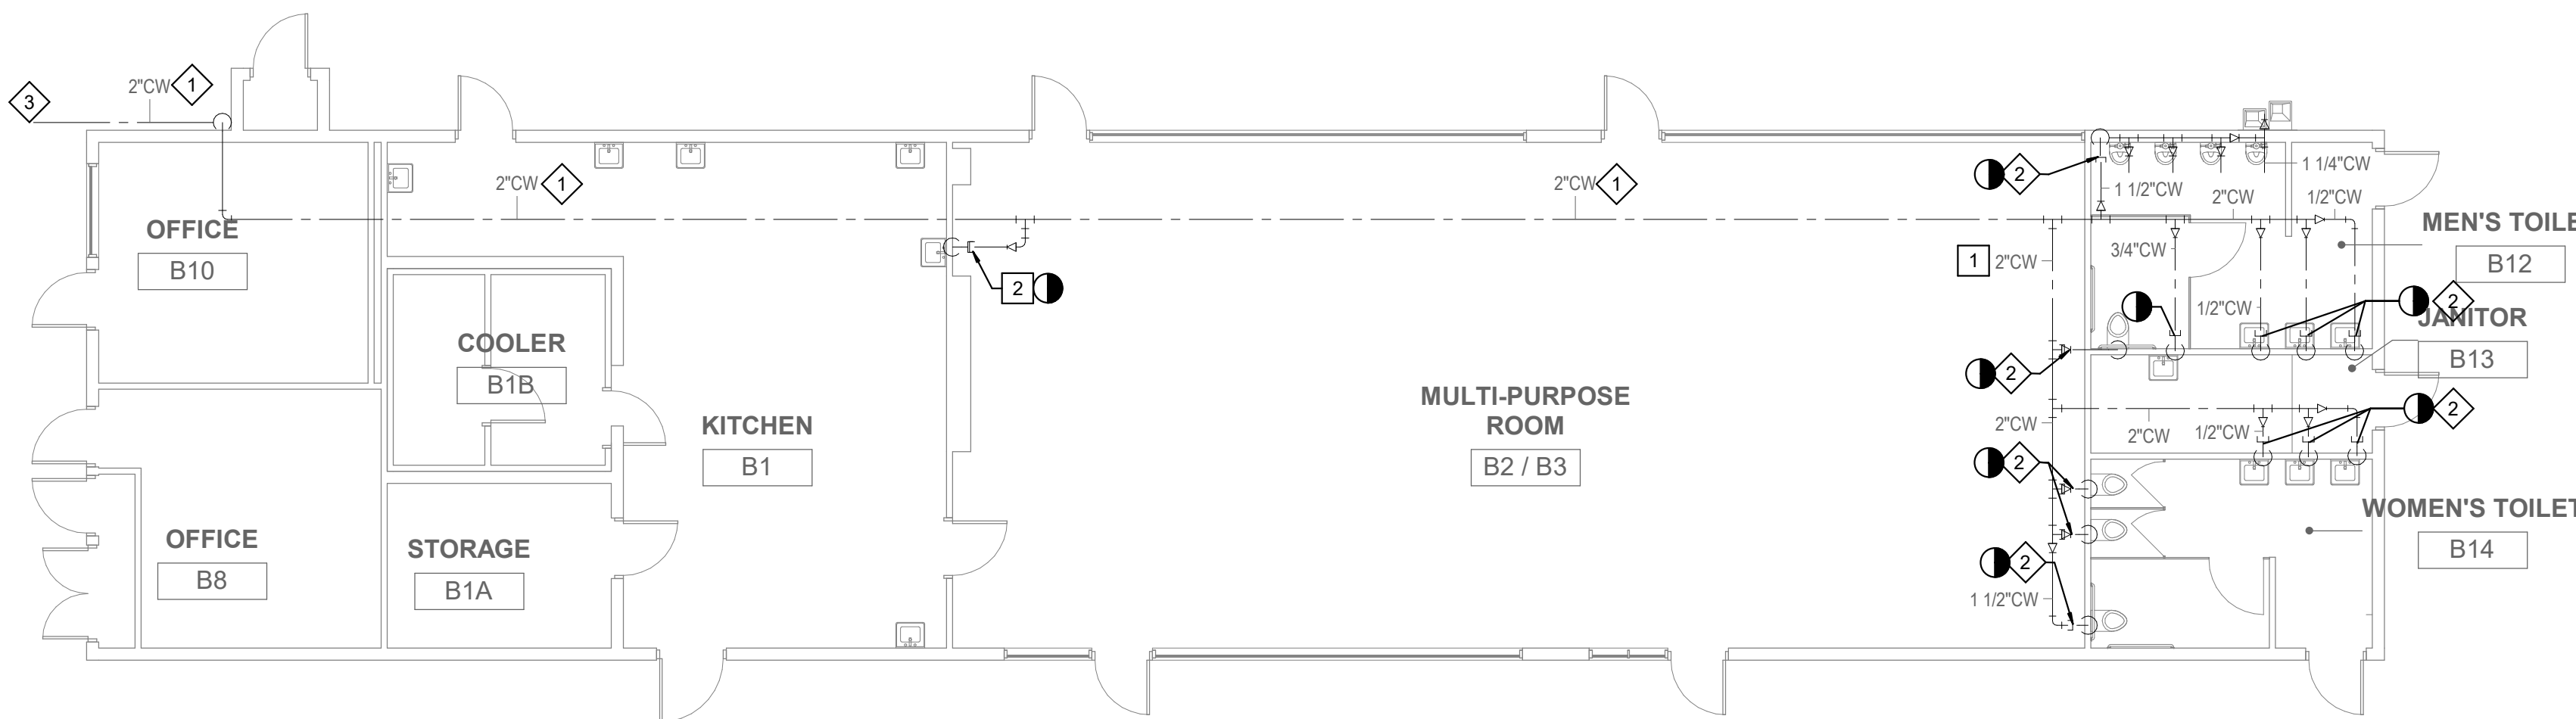 2"CW 1
3
2"CW 1
2"CW 1
2
1 1/4"CW
1 1/2"CW
2"CW
1/2"CW
OFFICE
B10
MEN'S TOILE
B12
3/4"CW
1
2"CW
2
1/2"CW
2
JANITOR
B13
COOLER
B1B
2
MULTI-PURPOSE
ROOM
B2 / B3
KITCHEN
B1
2"CW
2"CW
1/2"CW
2
2
WOMEN'S TOILET
B14
OFFICE
B8
STORAGE
B1A
2
1 1/2"CW